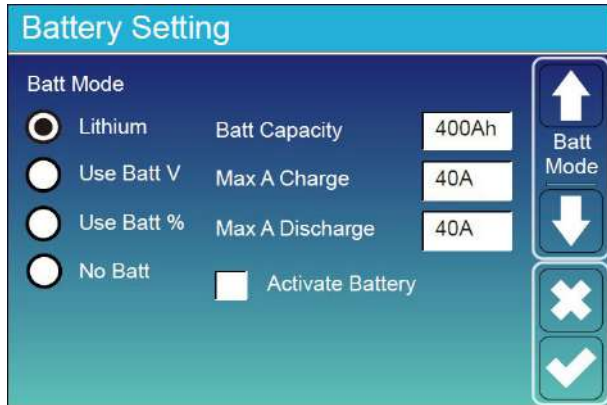 Battery Setting
Batt Mode
Lithium
Batt Capacity 400Ah
Use Batt V
Max A Charge 40A
Use Batt %
Max A Discharge 40A
No Batt
Activate Battery
Batt
Mode